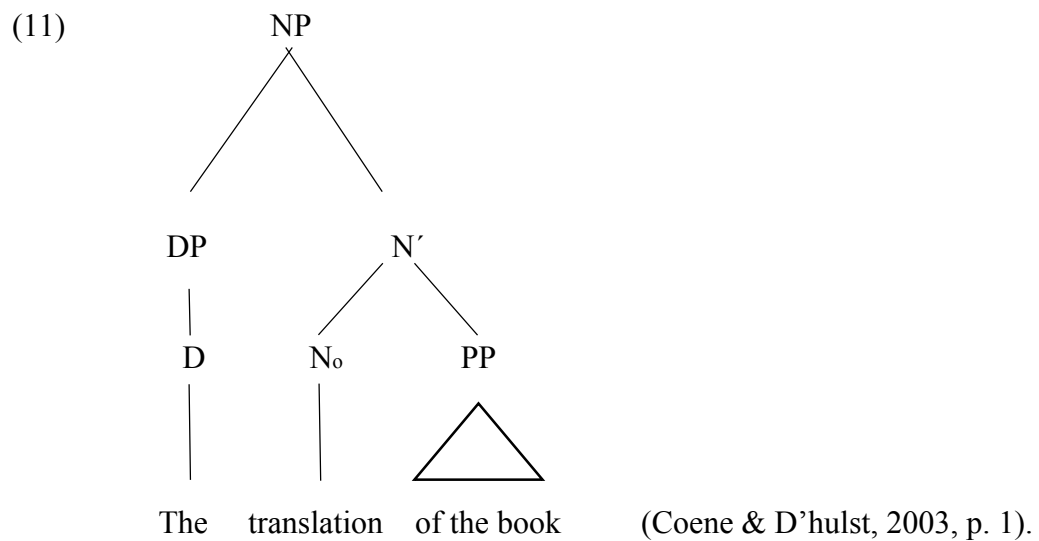 (11) NP
DP N´
D No PP
The translation of the book (Coene & D’hulst, 2003, p. 1).